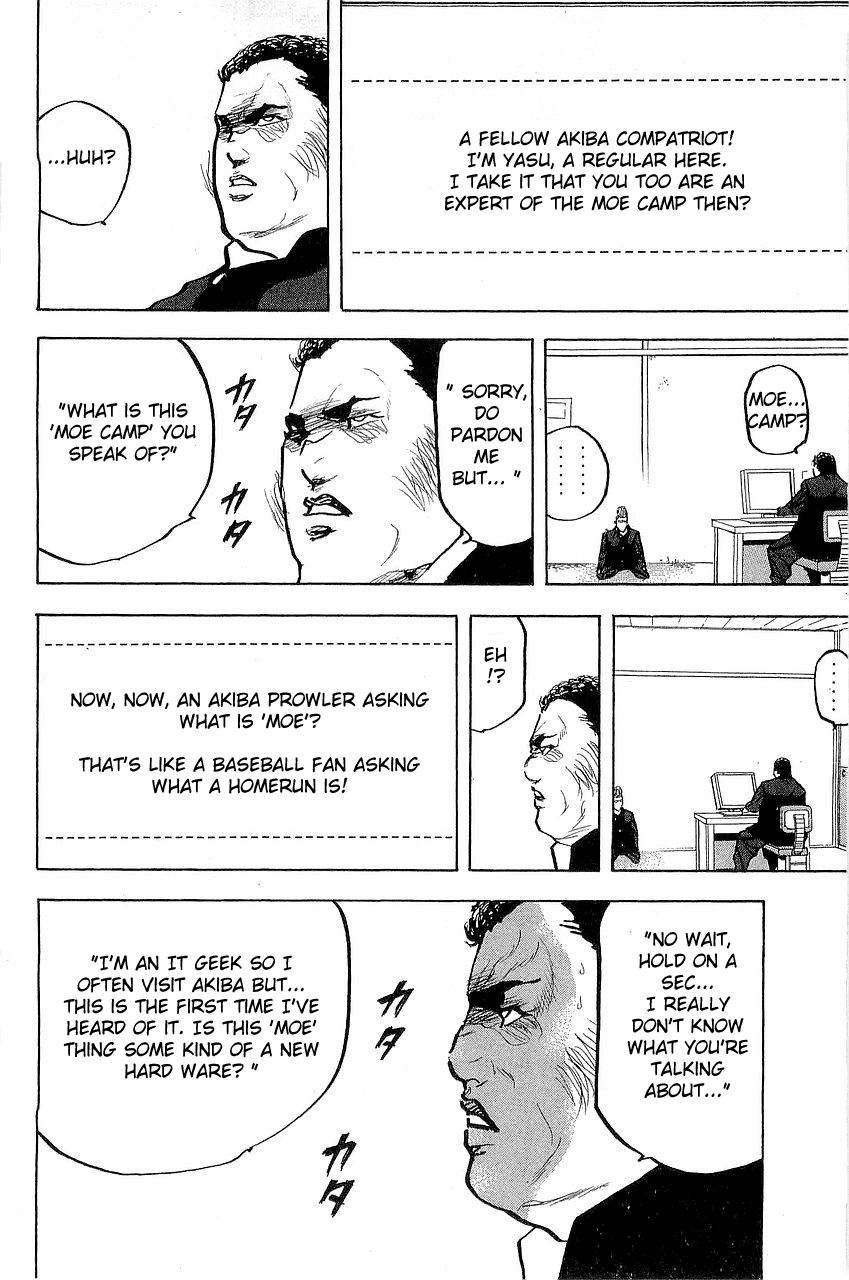 A FELLOW AKIBA COMPATRIOT!
I'M YASU, A REGULAR HERE.
I TAKE IT THAT YOU TOO ARE AN
EXPERT OF THE MOE CAMP THEN?
...HUH?
MOE...
CAMP?
......
" SORRY,
DO
PARDON
ME
BUT... "
カタ
カタ
"WHAT IS THIS
'MOE CAMP' YOU
SPEAK OF?"
......
EH
!?
NOW, NOW, AN AKIBA PROWLER ASKING
WHAT IS 'MOE'?
THAT'S LIKE A BASEBALL FAN ASKING
WHAT A HOMERUN IS!
"NO WAIT,
HOLD ON A
SEC...
I REALLY
DON'T KNOW
WHAT YOU'RE
TALKING
ABOUT..."
カタ
カタ
"I'M AN IT GEEK SO I
OFTEN VISIT AKIBA BUT...
THIS IS THE FIRST TIME I'VE
HEARD OF IT. IS THIS 'MOE'
THING SOME KIND OF A NEW
HARD WARE? "